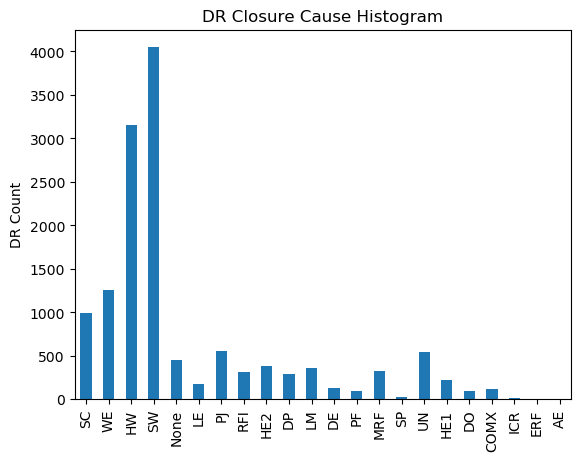 DR Closure Cause Histogram
DR Count
4000
3500
3000
2500
2000
1500
1000
500
0
SC
WE
HW
SW
None
LE
PJ
RFI
HE2
DP
LM
DE
PF
MRF
SP
UN
HE1
DO
COMX
ICR
ERF
AE